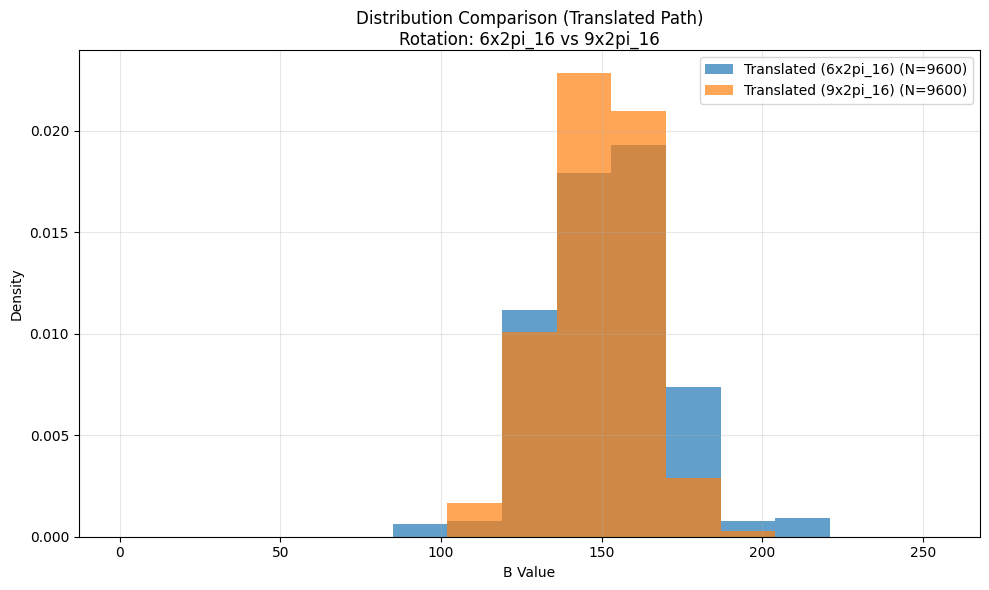 Distribution Comparison (Translated Path)
Rotation: 6x2pi_16 vs 9x2pi_16
Translated (6x2pi_16) (N=9600)
Translated (9x2pi_16) (N=9600)
Density
0.020
0.015
0.010
0.005
0.000
0 50 100 150 200 250
B Value